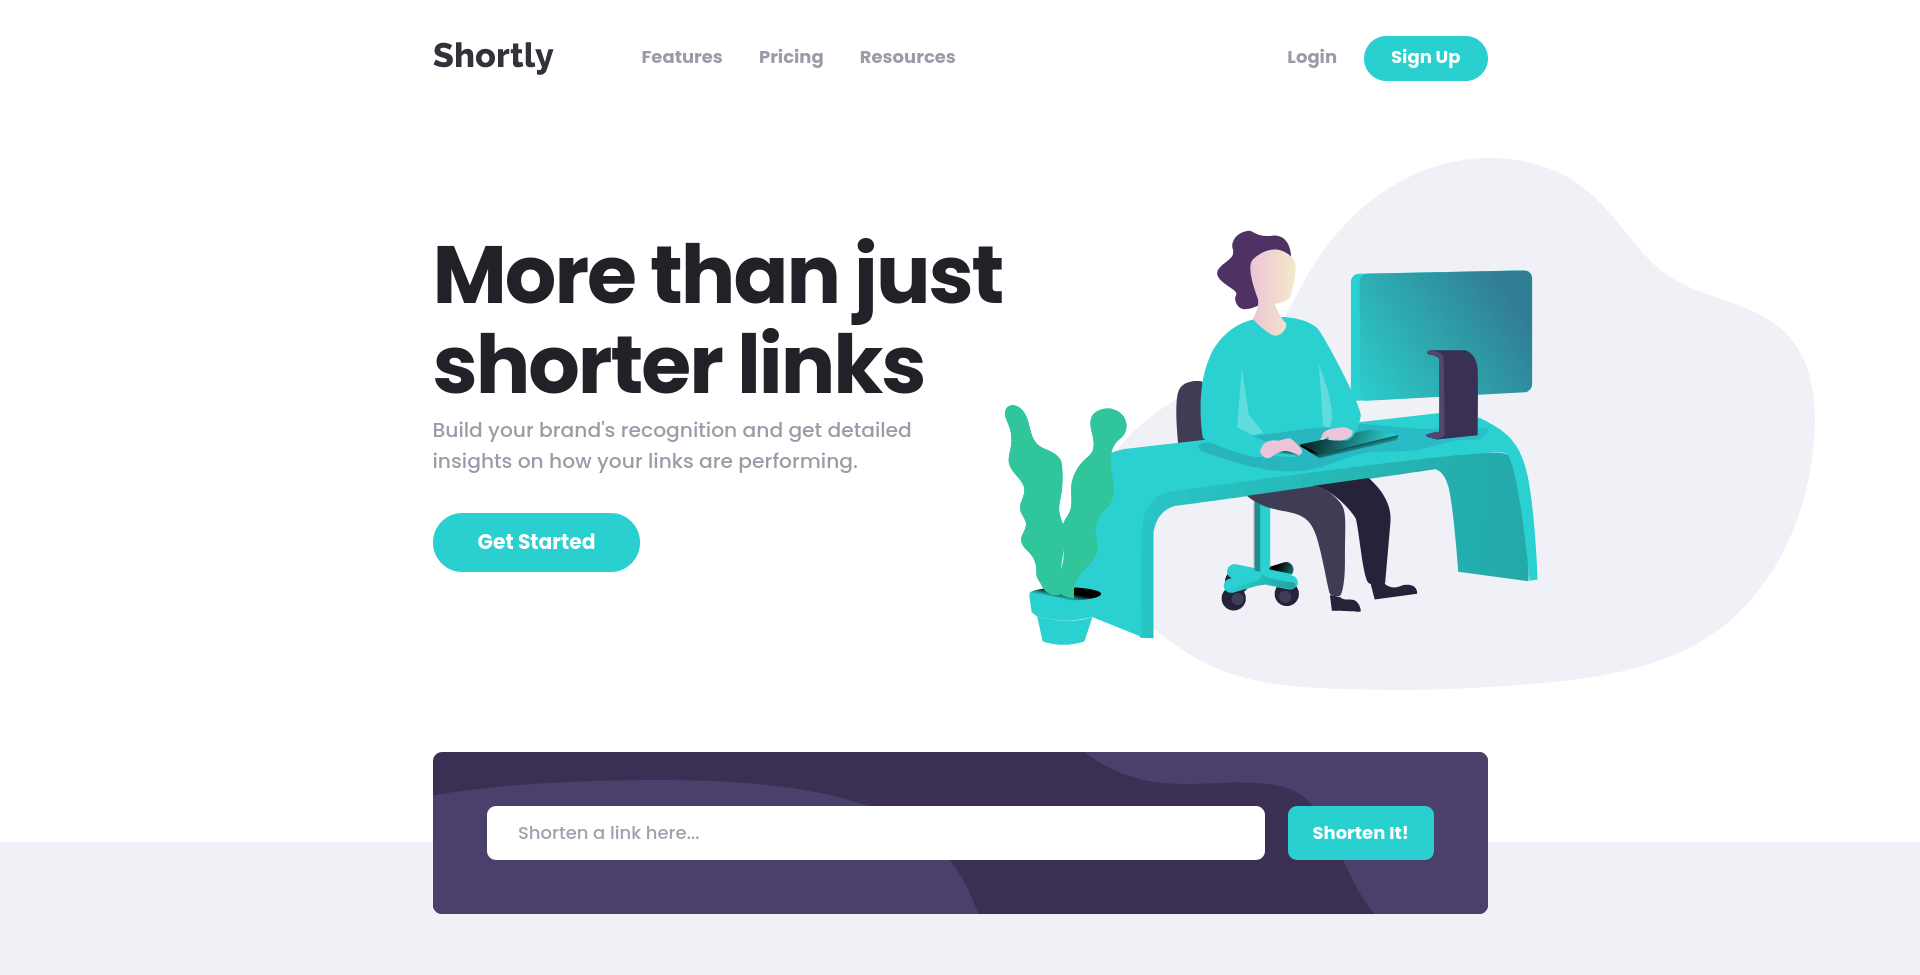 Shortly
Features Pricing Resources
Login
Sign Up
More than just
shorter links
Build your brand's recognition and get detailed
insights on how your links are performing.
Get Started
Shorten a link here...
Shorten It!